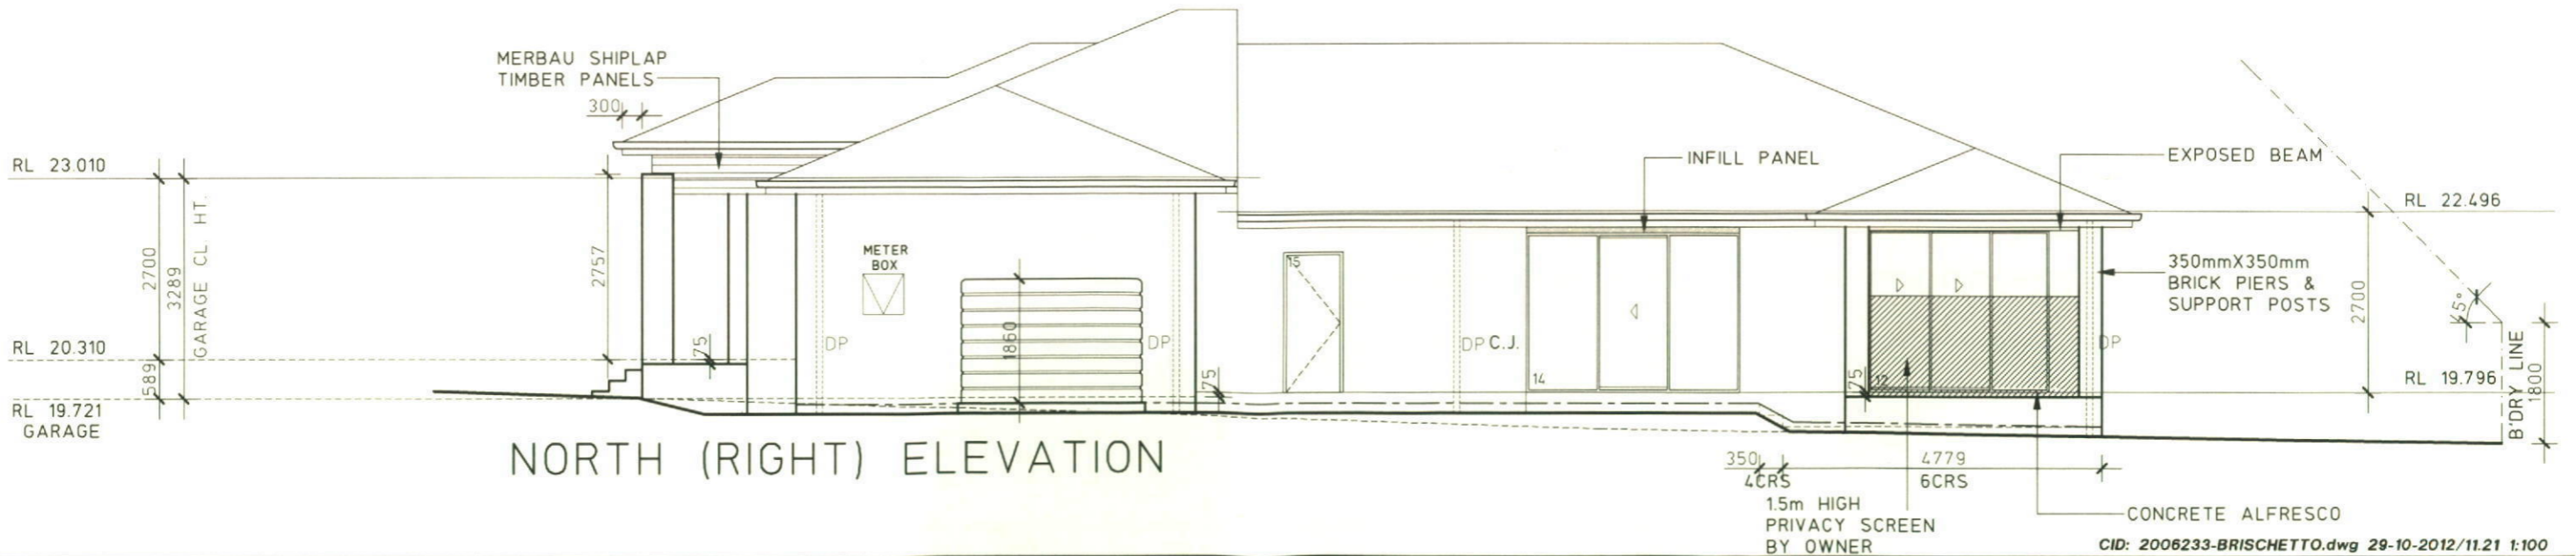 MERBAU SHIPLAP
TIMBER PANELS
300
RL 23.010
2700
3289
GARAGE CL HT.
2757
RL 20.310
589
RL 19.721
GARAGE
75
METER
BOX
DP
1860
DP
75
15
DP C.J.
14
INFILL PANEL
EXPOSED BEAM
RL 22.496
350mmX350mm
BRICK PIERS &
SUPPORT POSTS
2700
45°
DP
75
12
RL 19.796
B'DRY LINE
1800
NORTH (RIGHT) ELEVATION
350
4CRS
4779
6CRS
1.5m HIGH
PRIVACY SCREEN
BY OWNER
CONCRETE ALFRESCO
CID: 2006233-BRISCHETTO.dwg 29-10-2012/11.21 1:100